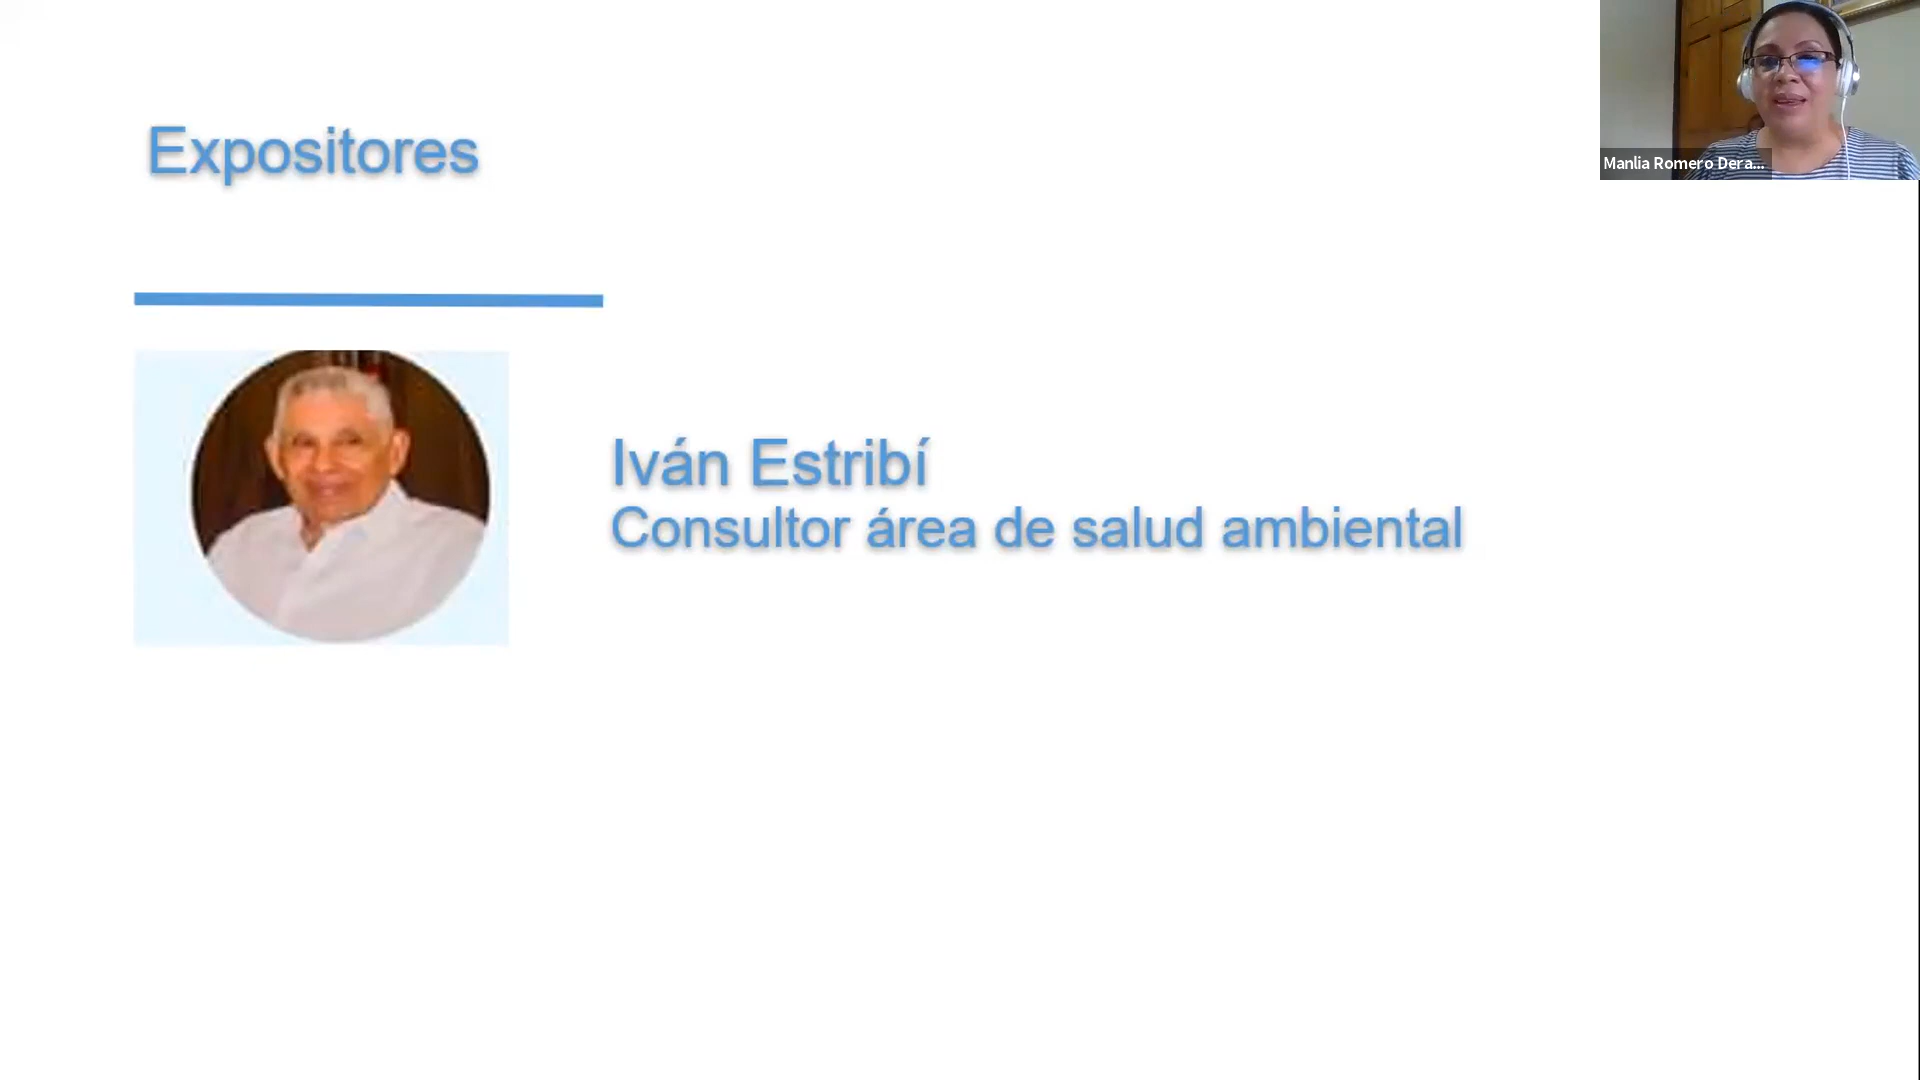 Expositores
Manlia Romero Dera...
Iván Estribí
Consultor área de salud ambiental